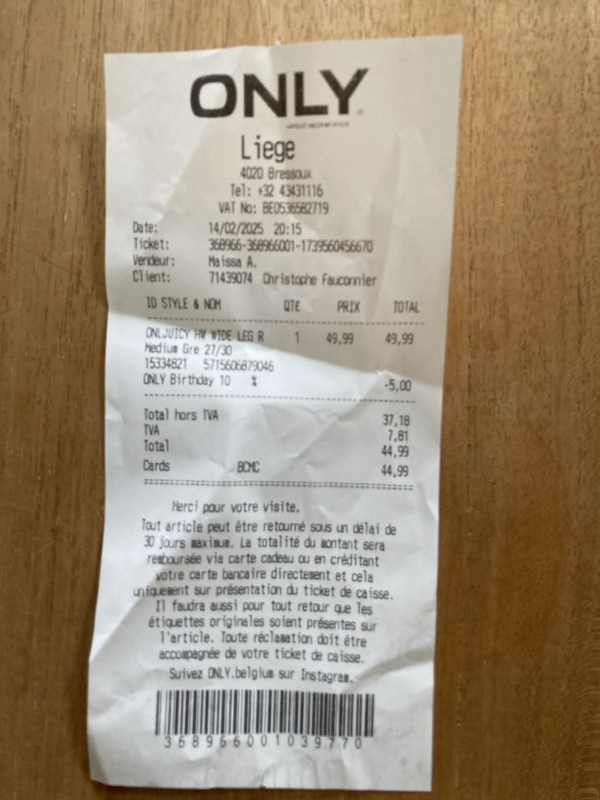 ONLY
Liege
4020 Bressoux
Tel: +32 43431116
VAT No: BE0536582719
Date: 14/02/2025 20:15
Ticket: 368966-368966001-1739560456670
Vendeur: Maissa A.
Client: 71439074 Christophe Fauconnier
ID STYLE & NOM QTE PRIX TOTAL
ONLJUICY HW WIDE LEG R 1 49,99 49,99
Medium Gre 27/30
15334821 5715606879046
ONLY Birthday 10 % -5,00
Total hors TVA 37,18
TVA 7,81
Total 44,99
Cards BCMC 44,99
Merci pour votre visite.
Tout article peut être retourné sous un délai de
30 jours maximum. La totalité du montant sera
remboursée via carte cadeau ou en créditant
votre carte bancaire directement et cela
uniquement sur présentation du ticket de caisse.
Il faudra aussi pour tout retour que les
étiquettes originales soient présentes sur
l'article. Toute réclamation doit être
accompagnée de votre ticket de caisse.
Suivez ONLY.belgium sur Instagram.
368966001039770